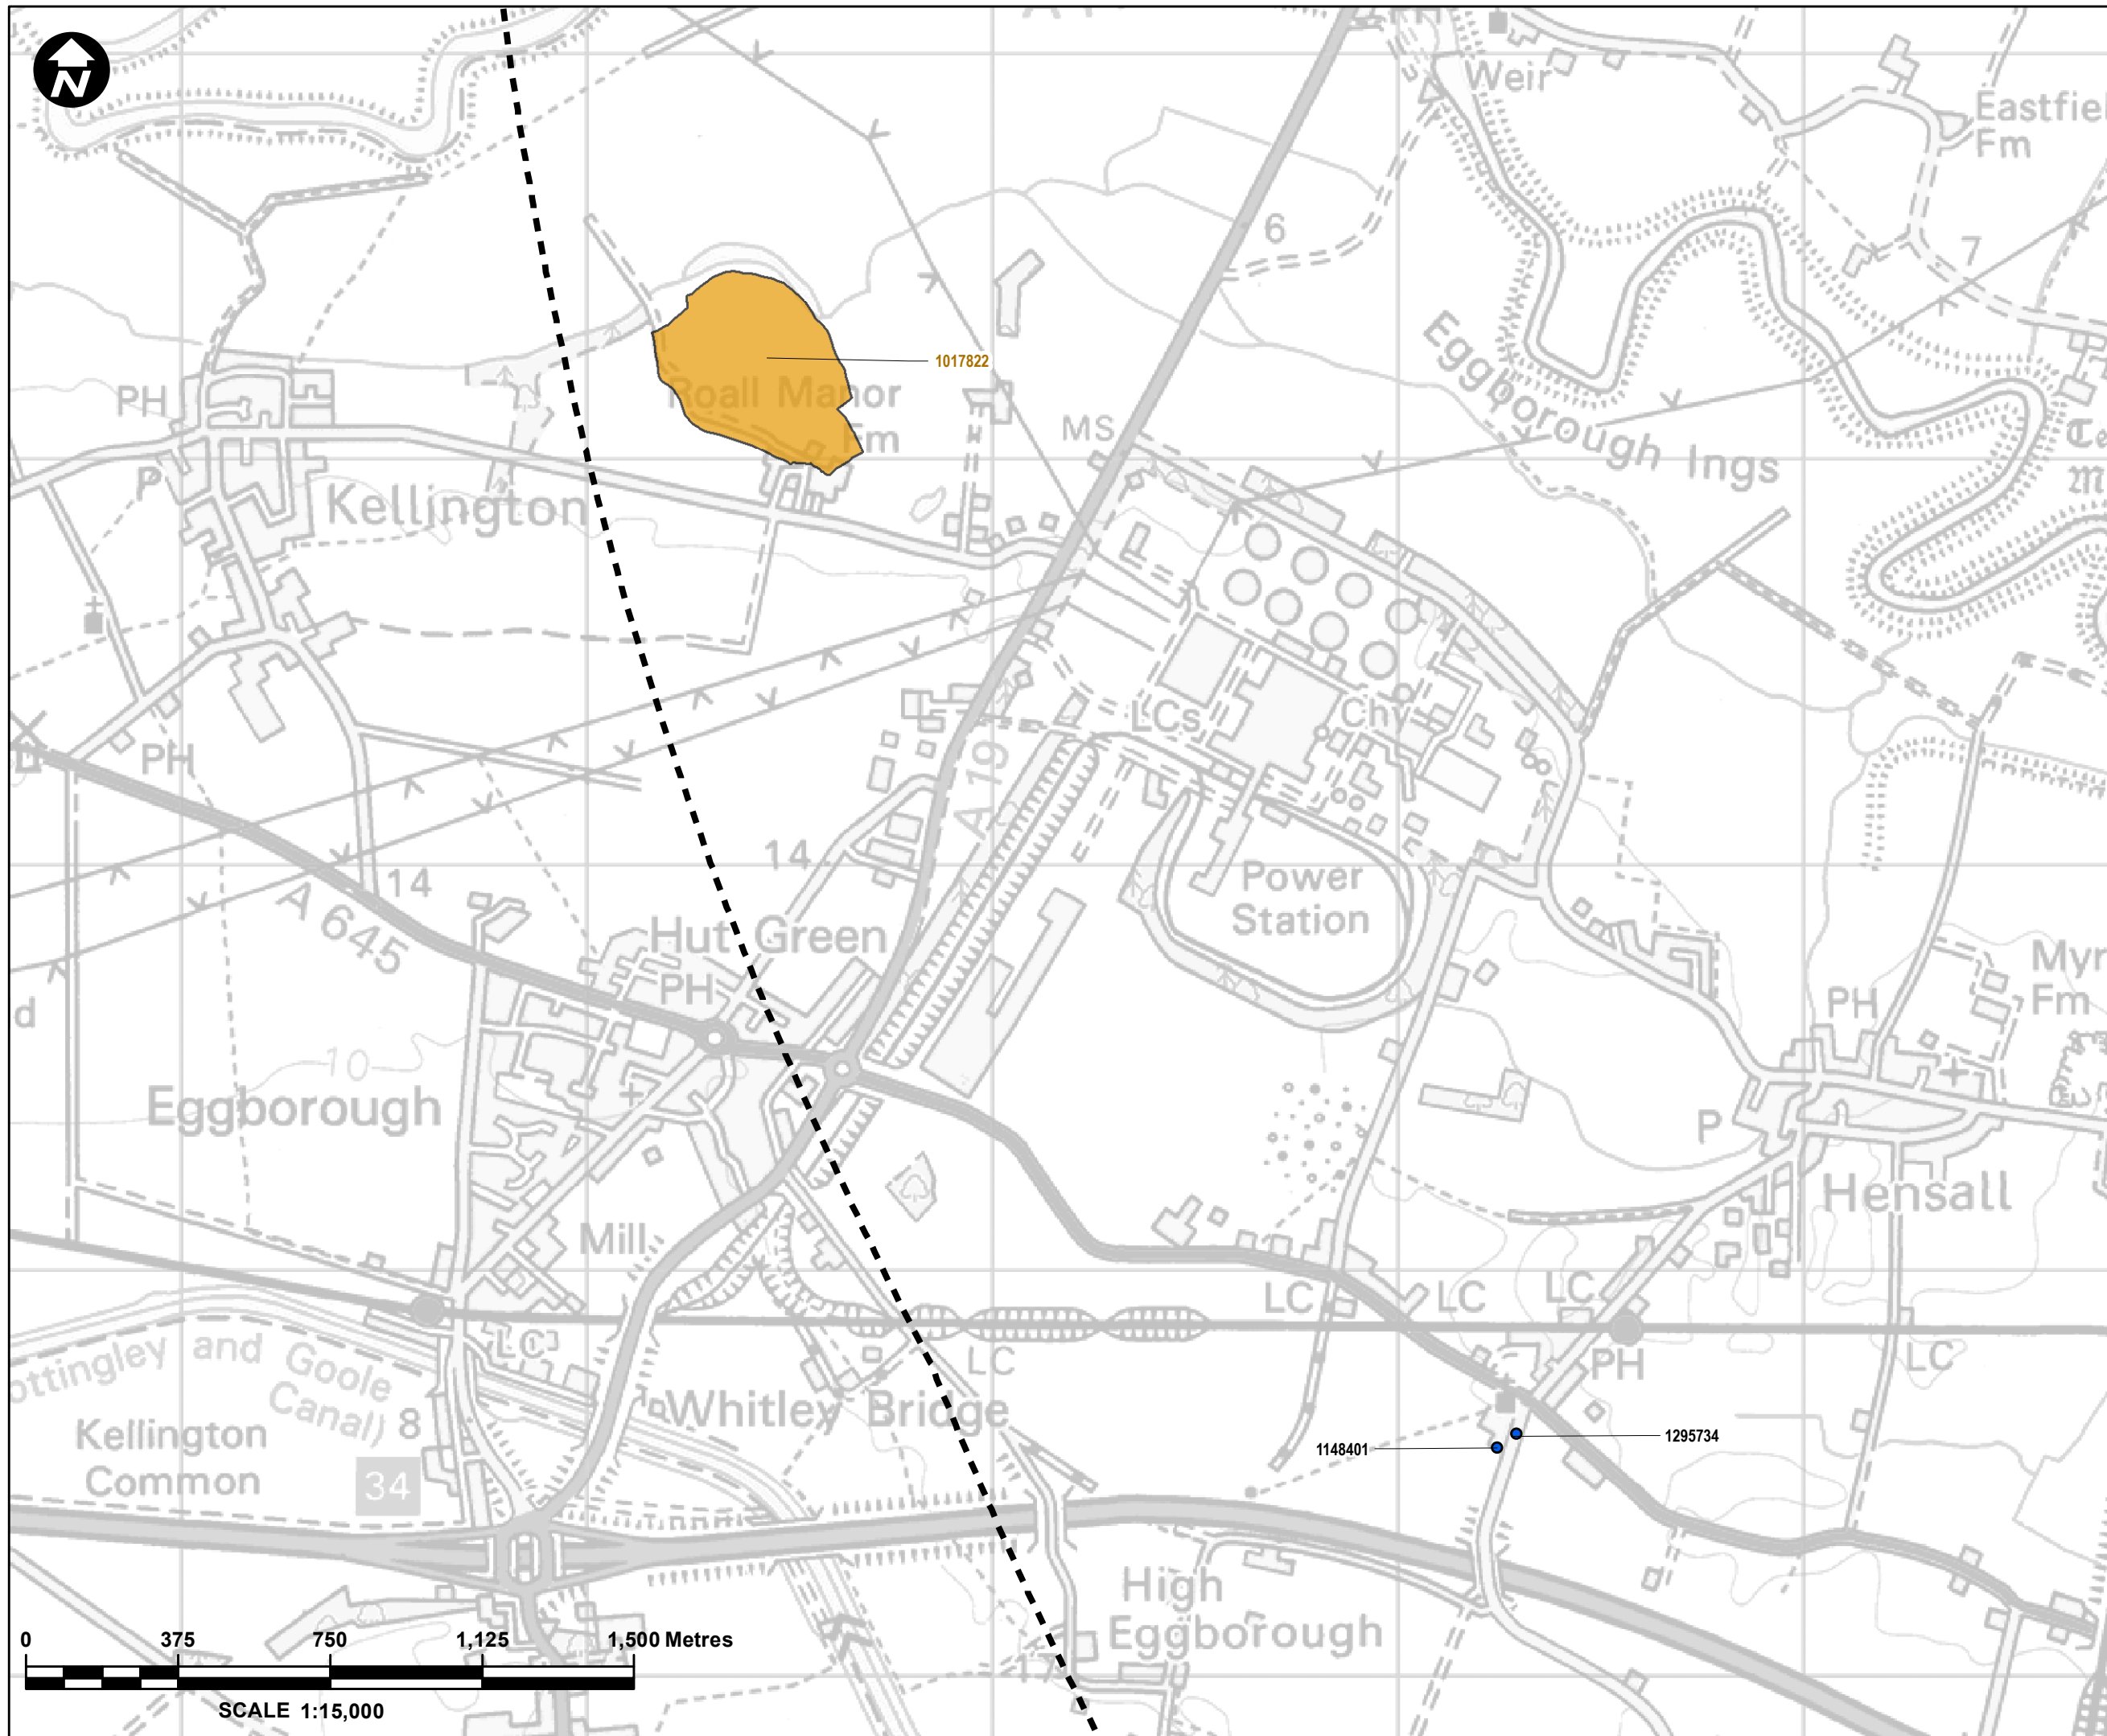 N
Weir
Eastfiel
Fm
6
7
1017822
Roall Manor
Fm
PH
MS
Eggborough Ings
P
Kellington
LCs
Chy
PH
A 19
14
14
Power
Station
A 645
Hut Green
PH
Myr
Fm
d
PH
10
Eggborough
P
Hensall
Mill
LC
LC
LC
LC
LC
PH
LC
ottingley and Goole
Canal)
8
Whitley Bridge
Kellington
Common
34
1148401
1295734
High
Eggborough
17
0 375 750 1,125 1,500 Metres
SCALE 1:15,000